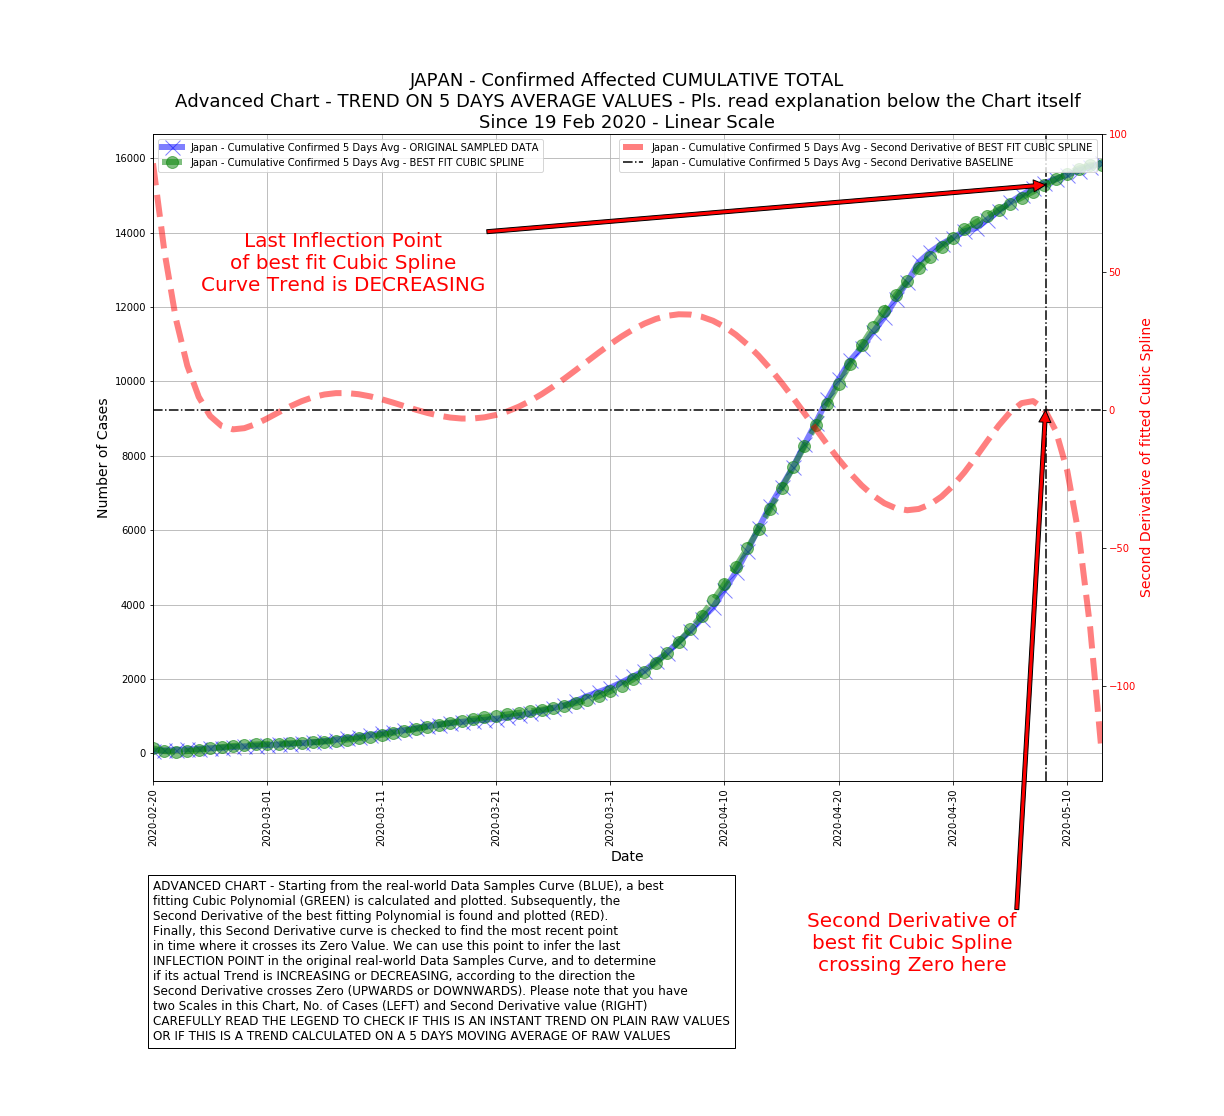 JAPAN - Confirmed Affected CUMULATIVE TOTAL
Advanced Chart - TREND ON 5 DAYS AVERAGE VALUES - Pls. read explanation below the Chart itself
Since 19 Feb 2020 - Linear Scale
Japan - Cumulative Confirmed 5 Days Avg - ORIGINAL SAMPLED DATA
Japan - Cumulative Confirmed 5 Days Avg - BEST FIT CUBIC SPLINE
Japan - Cumulative Confirmed 5 Days Avg - Second Derivative of BEST FIT CUBIC SPLINE
Japan - Cumulative Confirmed 5 Days Avg - Second Derivative BASELINE
Number of Cases
16000
14000
12000
10000
8000
6000
4000
2000
0
Last Inflection Point
of best fit Cubic Spline
Curve Trend is DECREASING
100
50
0
−50
−100
Second Derivative of fitted Cubic Spline
2020-02-20
2020-03-01
2020-03-11
2020-03-21
2020-03-31
2020-04-10
2020-04-20
2020-04-30
2020-05-10
Date
ADVANCED CHART - Starting from the real-world Data Samples Curve (BLUE), a best
fitting Cubic Polynomial (GREEN) is calculated and plotted. Subsequently, the
Second Derivative of the best fitting Polynomial is found and plotted (RED).
Finally, this Second Derivative curve is checked to find the most recent point
in time where it crosses its Zero Value. We can use this point to infer the last
INFLECTION POINT in the original real-world Data Samples Curve, and to determine
if its actual Trend is INCREASING or DECREASING, according to the direction the
Second Derivative crosses Zero (UPWARDS or DOWNWARDS). Please note that you have
two Scales in this Chart, No. of Cases (LEFT) and Second Derivative value (RIGHT)
CAREFULLY READ THE LEGEND TO CHECK IF THIS IS AN INSTANT TREND ON PLAIN RAW VALUES
OR IF THIS IS A TREND CALCULATED ON A 5 DAYS MOVING AVERAGE OF RAW VALUES
Second Derivative of
best fit Cubic Spline
crossing Zero here